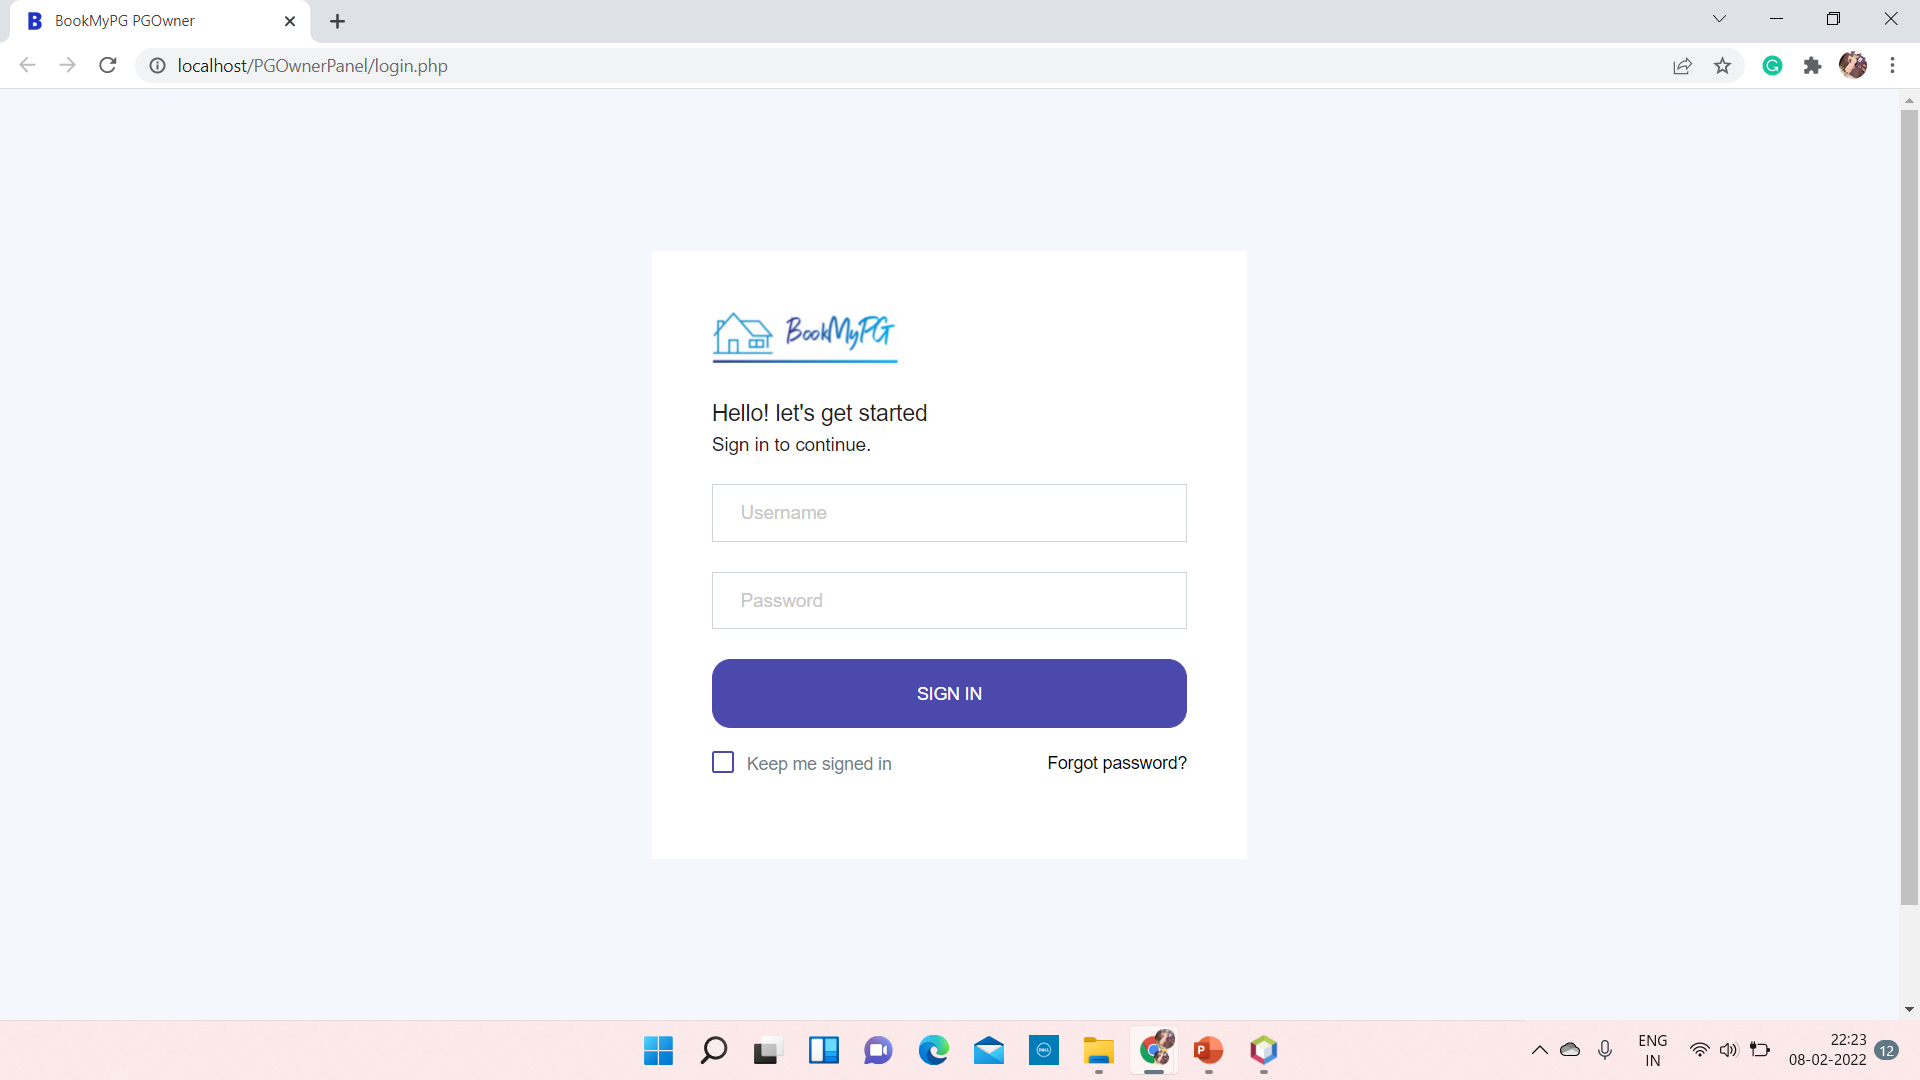 BookMyPG PGOwner
localhost/PGOwnerPanel/login.php
BookMyPG
Hello! let's get started
Sign in to continue.
Username
Password
SIGN IN
Keep me signed in
Forgot password?
ENG
IN
22:23
08-02-2022
12